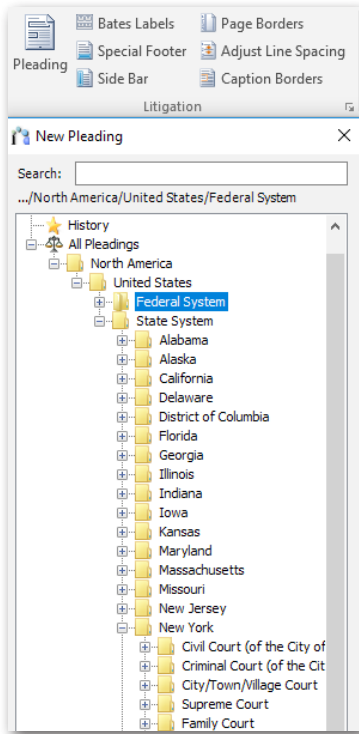 Bates Labels Page Borders
Special Footer Adjust Line Spacing
Pleading
Side Bar Caption Borders
Litigation
New Pleading
Search:
.../North America/United States/Federal System
History
All Pleadings
North America
United States
Federal System
State System
Alabama
Alaska
California
Delaware
District of Columbia
Florida
Georgia
Illinois
Indiana
Iowa
Kansas
Maryland
Massachusetts
Missouri
New Jersey
New York
Civil Court (of the City of
Criminal Court (of the Cit
City/Town/Village Court
Supreme Court
Family Court